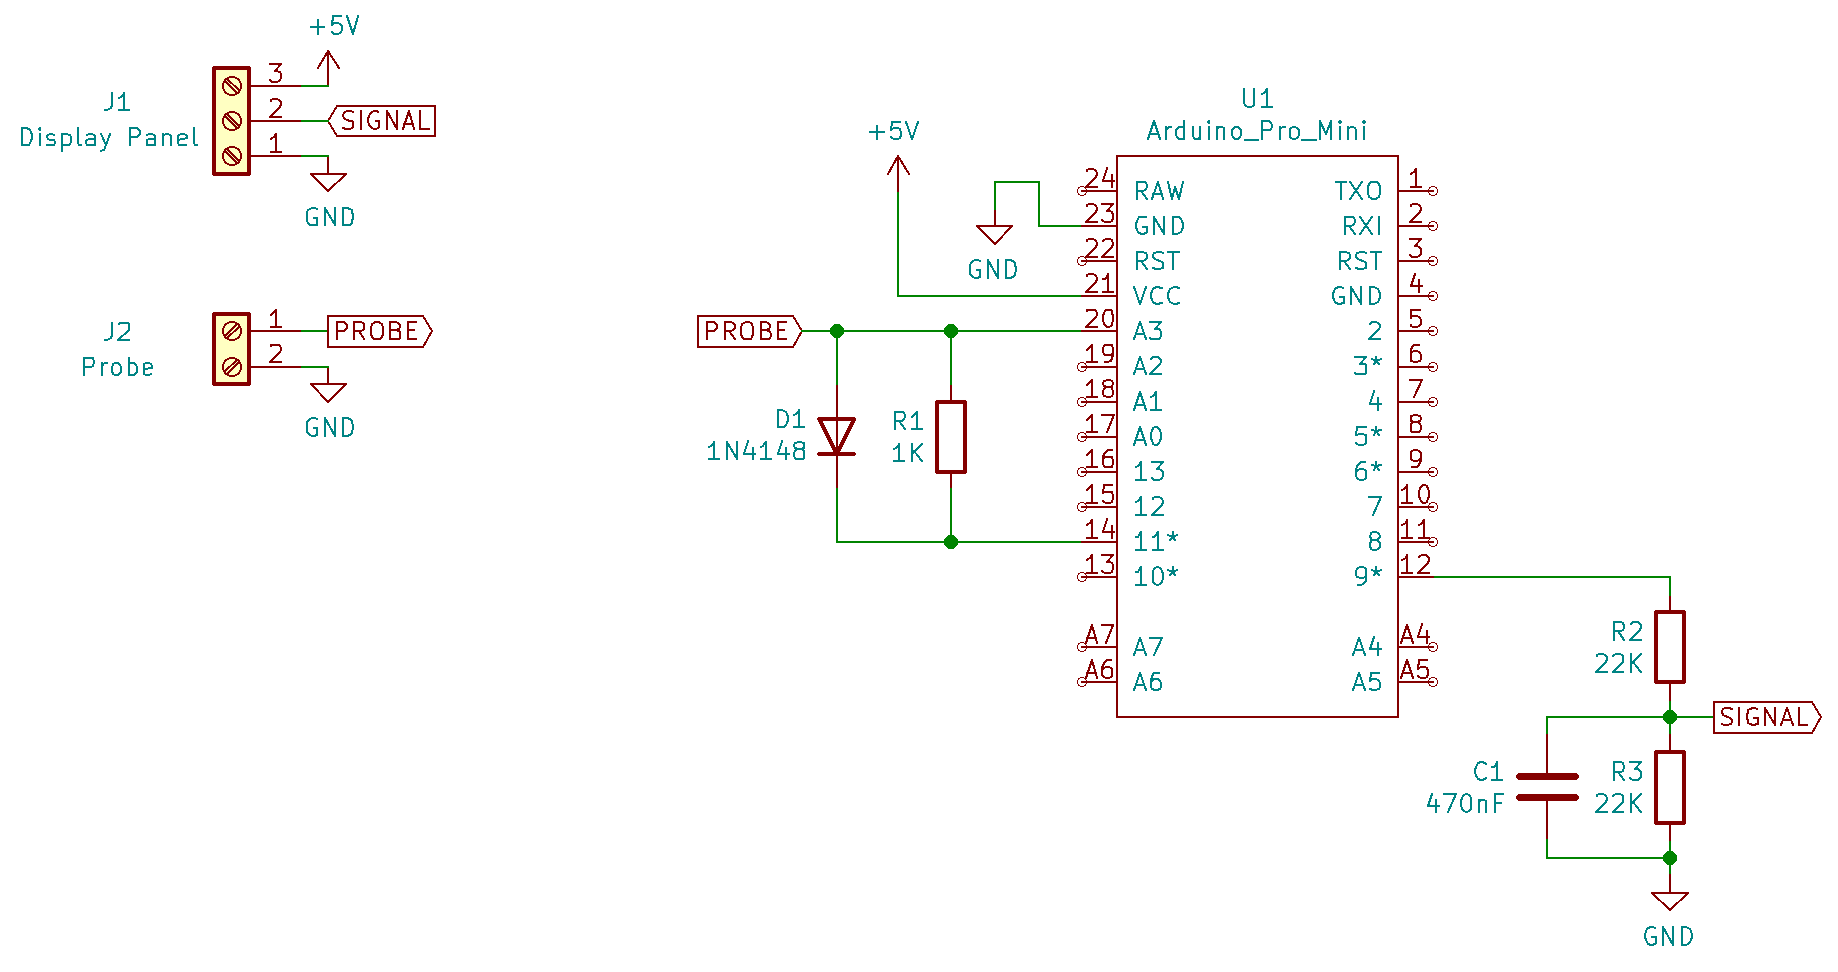 +5V
J1
Display Panel
3
2
1
SIGNAL
GND
J2
Probe
1
2
PROBE
GND
+5V
GND
PROBE
D1
1N4148
R1
1K
U1
Arduino_Pro_Mini
24 RAW TXO 1
23 GND RXI 2
22 RST RST 3
21 VCC GND 4
20 A3 2 5
19 A2 3* 6
18 A1 4 7
17 A0 5* 8
16 13 6* 9
15 12 7 10
14 11* 8 11
13 10* 9* 12
A7 A7 A4 A4
A6 A6 A5 A5
R2
22K
SIGNAL
C1
470nF
R3
22K
GND